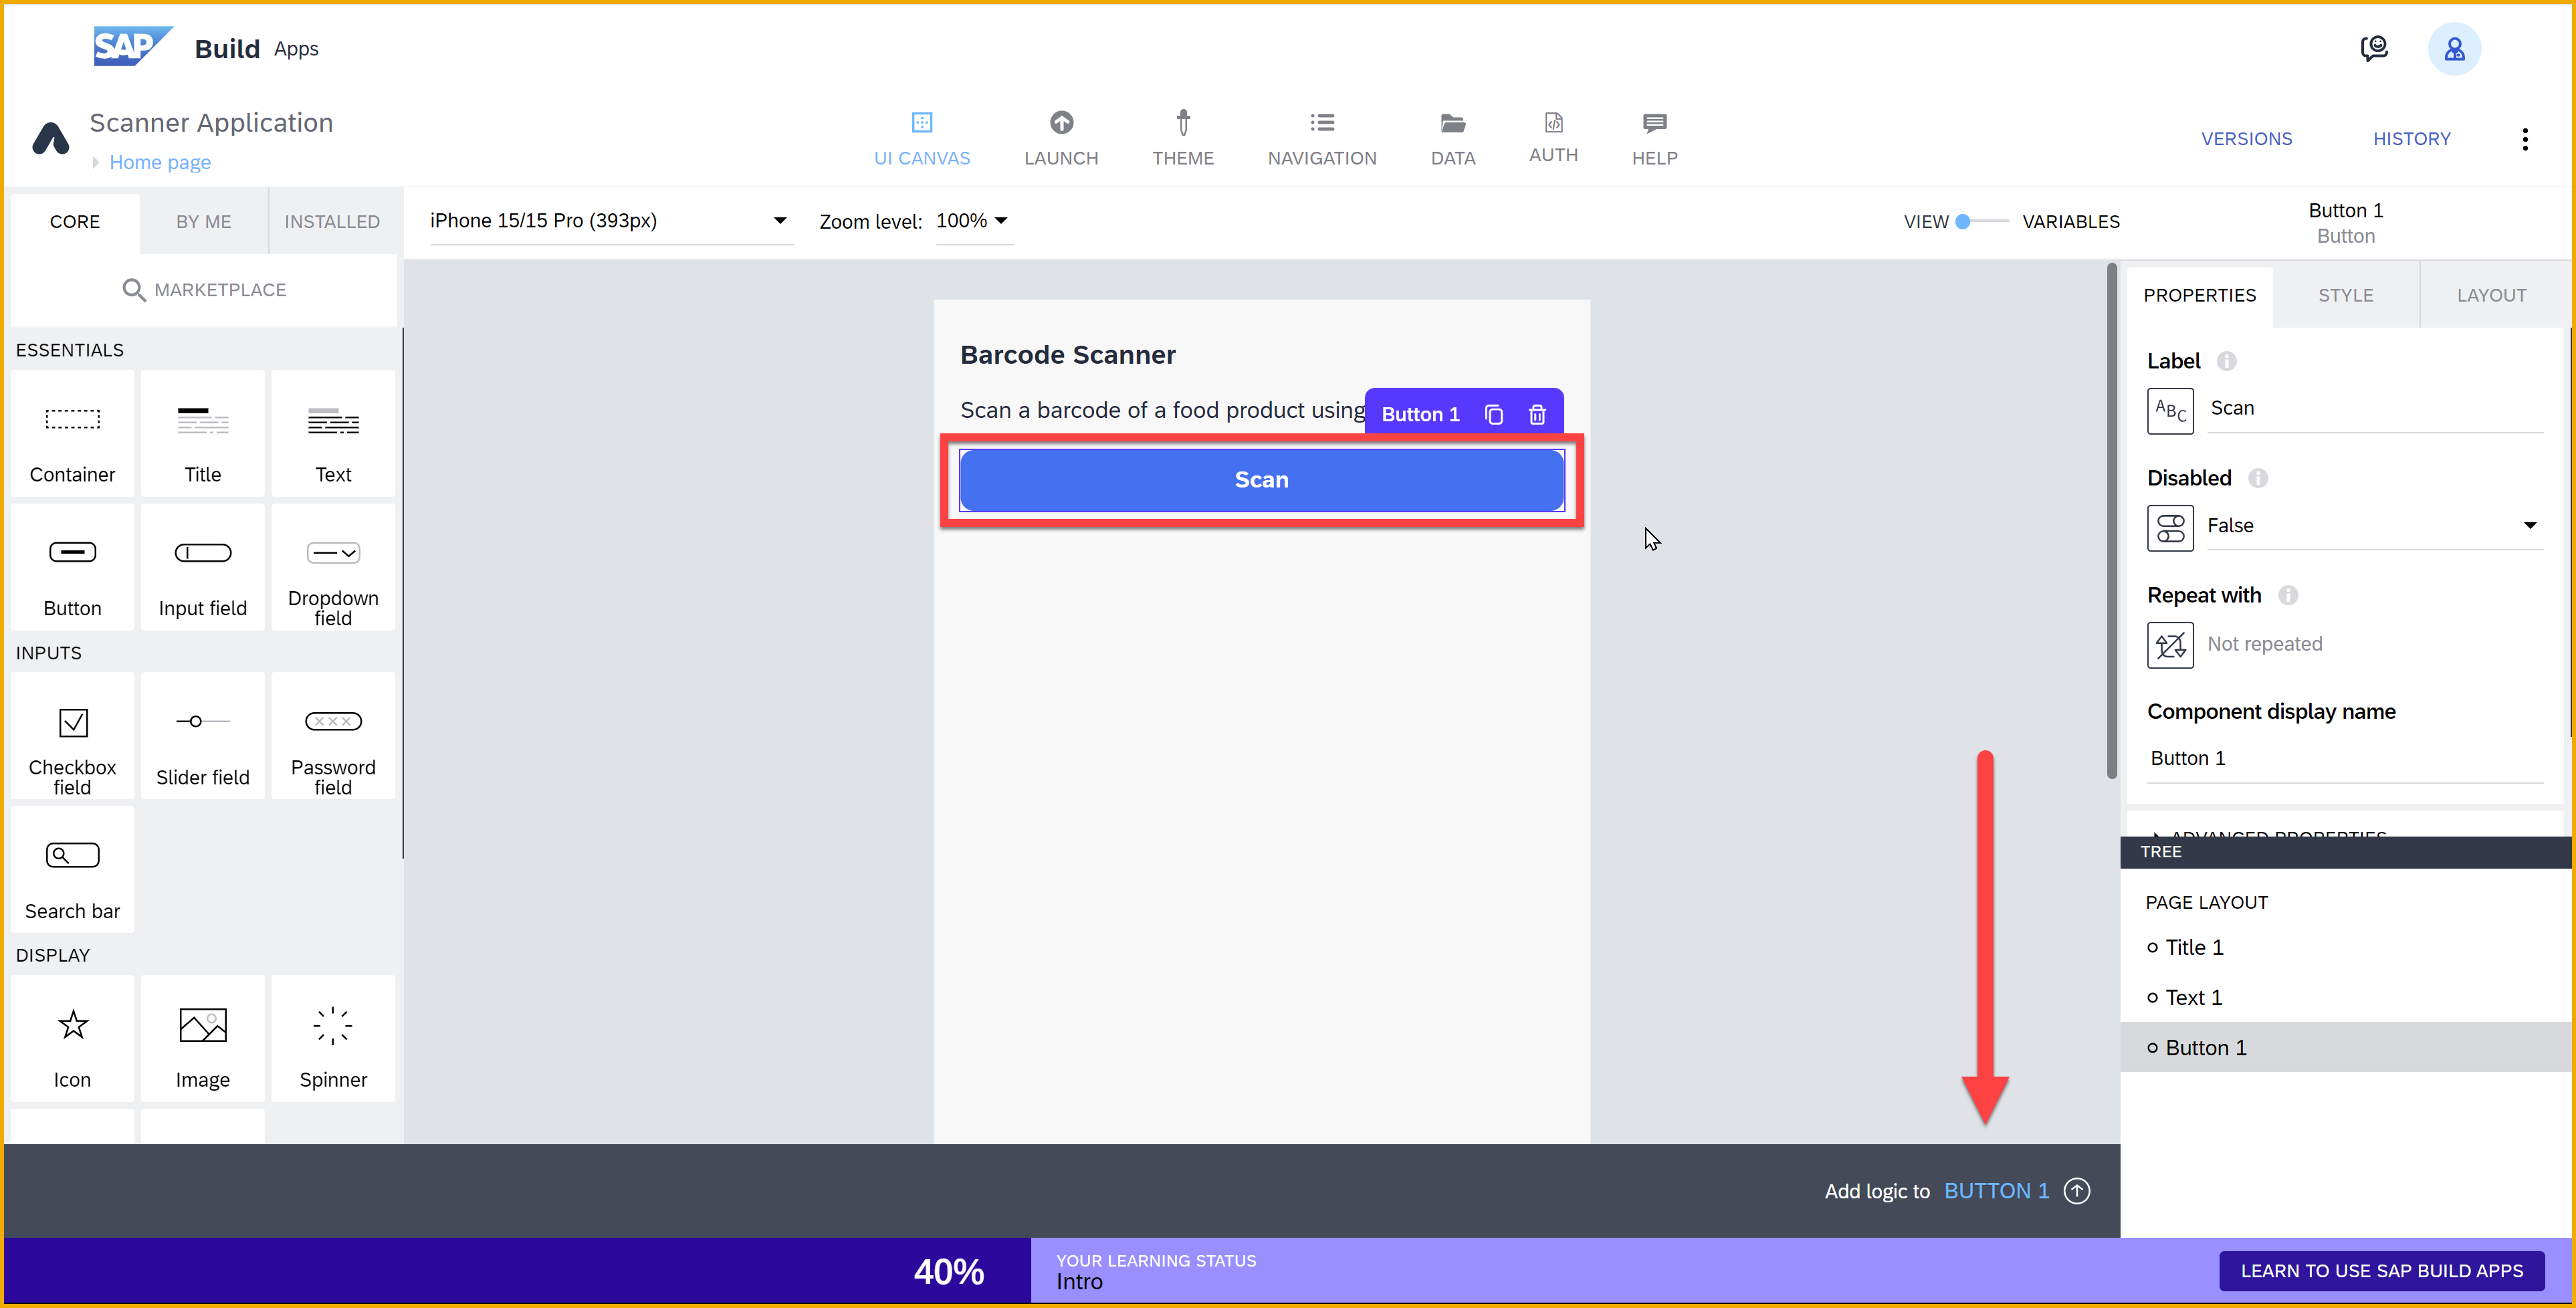 SAP Build Apps
Scanner Application
Home page
UI CANVAS
LAUNCH
THEME
NAVIGATION
DATA
AUTH
HELP
VERSIONS
HISTORY
CORE
BY ME
INSTALLED
MARKETPLACE
ESSENTIALS
Container
Title
Text
Button
Input field
Dropdown
field
INPUTS
Checkbox
field
Slider field
Password
field
Search bar
DISPLAY
Icon
Image
Spinner
iPhone 15/15 Pro (393px)
Zoom level: 100%
VIEW
VARIABLES
Barcode Scanner
Scan a barcode of a food product using
Button 1
Scan
Add logic to BUTTON 1
Button 1
Button
PROPERTIES
STYLE
LAYOUT
Label
ABC
Scan
Disabled
False
Repeat with
Not repeated
Component display name
Button 1
ADVANCED PROPERTIES
TREE
PAGE LAYOUT
Title 1
Text 1
Button 1
40%
YOUR LEARNING STATUS
Intro
LEARN TO USE SAP BUILD APPS